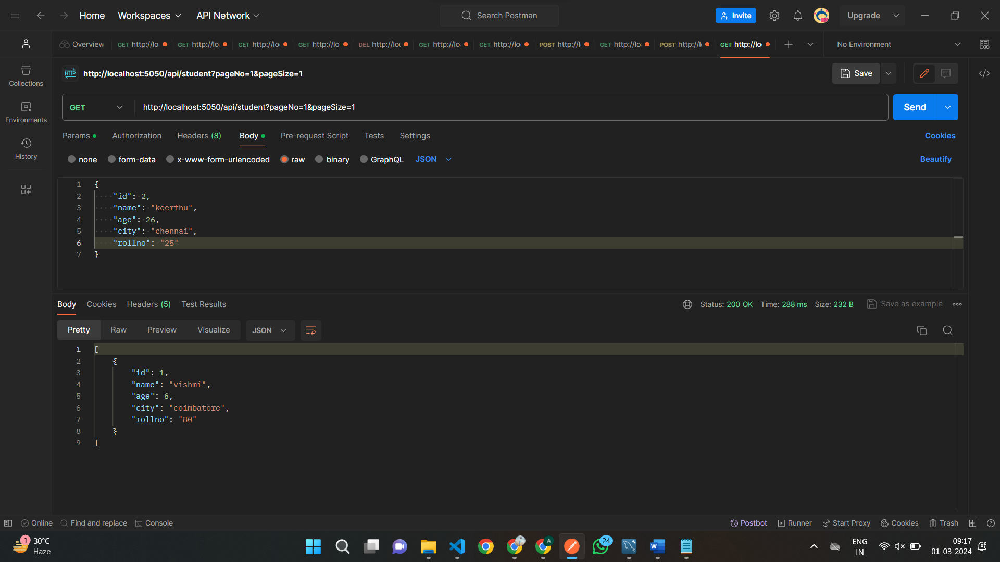 Home Workspaces API Network Search Postman Invite Upgrade
Overview GET http://lo GET http://lo GET http://lo GET http://lo DEL http://lo GET http://lo GET http://lo POST http://l GET http://lo POST http://l GET http://lo No Environment
HTTP http://localhost:5050/api/student?pageNo=1&pageSize=1 Save
Collections
GET http://localhost:5050/api/student?pageNo=1&pageSize=1 Send
Environments
Params Authorization Headers (8) Body Pre-request Script Tests Settings Cookies
History
none form-data x-www-form-urlencoded raw binary GraphQL JSON Beautify
1 {
2 "id": 2,
3 "name": "keerthu",
4 "age": 26,
5 "city": "chennai",
6 "rollno": "25"
7 }
Body Cookies Headers (5) Test Results Status: 200 OK Time: 288 ms Size: 232 B Save as example
Pretty Raw Preview Visualize JSON
1 [
2 {
3 "id": 1,
4 "name": "vishmi",
5 "age": 6,
6 "city": "coimbatore",
7 "rollno": "80"
8 }
9 ]
Online Find and replace Console Postbot Runner Start Proxy Cookies Trash
1 30°C
Haze
A
24
W
ENG
IN
09:17
01-03-2024